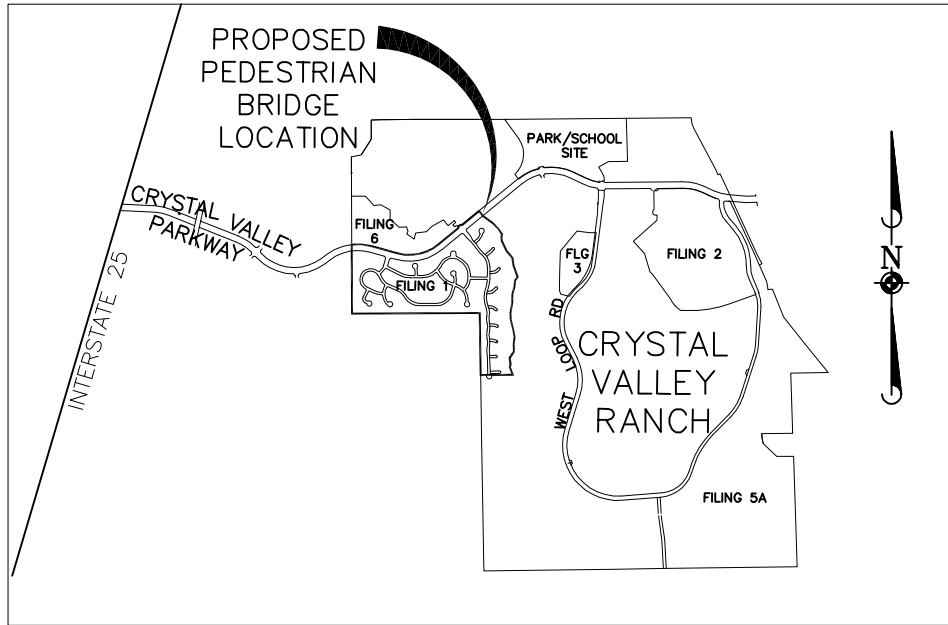 PROPOSED
PEDESTRIAN
BRIDGE
LOCATION
PARK/SCHOOL
SITE
CRYSTAL VALLEY
PARKWAY
FILING
6
FLG
3
FILING 2
N
FILING 1
INTERSTATE 25
WEST LOOP RD
CRYSTAL
VALLEY
RANCH
FILING 5A